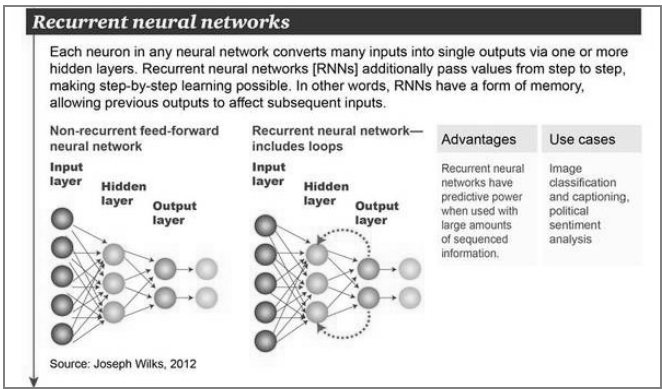 Recurrent neural networks
Each neuron in any neural network converts many inputs into single outputs via one or more
hidden layers. Recurrent neural networks [RNNs] additionally pass values from step to step,
making step-by-step learning possible. In other words, RNNs have a form of memory,
allowing previous outputs to affect subsequent inputs.
Non-recurrent feed-forward
neural network
Input
layer
Hidden
layer
Output
layer
Recurrent neural network—
includes loops
Input
layer
Hidden
layer
Output
layer
Advantages
Recurrent neural
networks have
predictive power
when used with
large amounts
of sequenced
information.
Use cases
Image
classification
and captioning,
political
sentiment
analysis
Source: Joseph Wilks, 2012